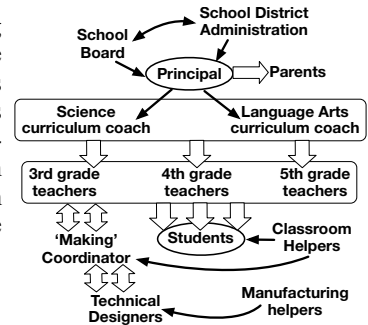 School District
Administration
School
Board
Principal
Parents
Science
curriculum coach
Language Arts
curriculum coach
3rd grade
teachers
4th grade
teachers
5th grade
teachers
'Making'
Coordinator
Students
Classroom
Helpers
Technical
Designers
Manufacturing
helpers